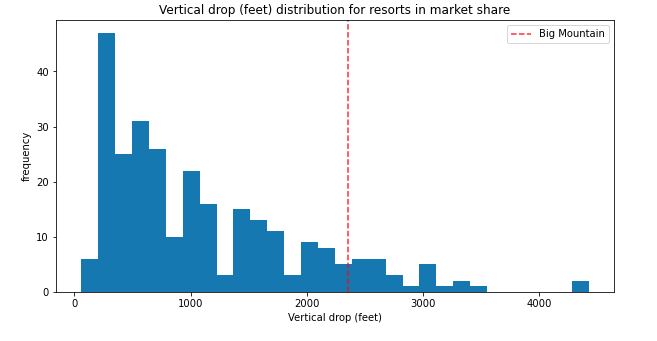 Vertical drop (feet) distribution for resorts in market share
Big Mountain
frequency
40
30
20
10
0
0 1000 2000 3000 4000
Vertical drop (feet)